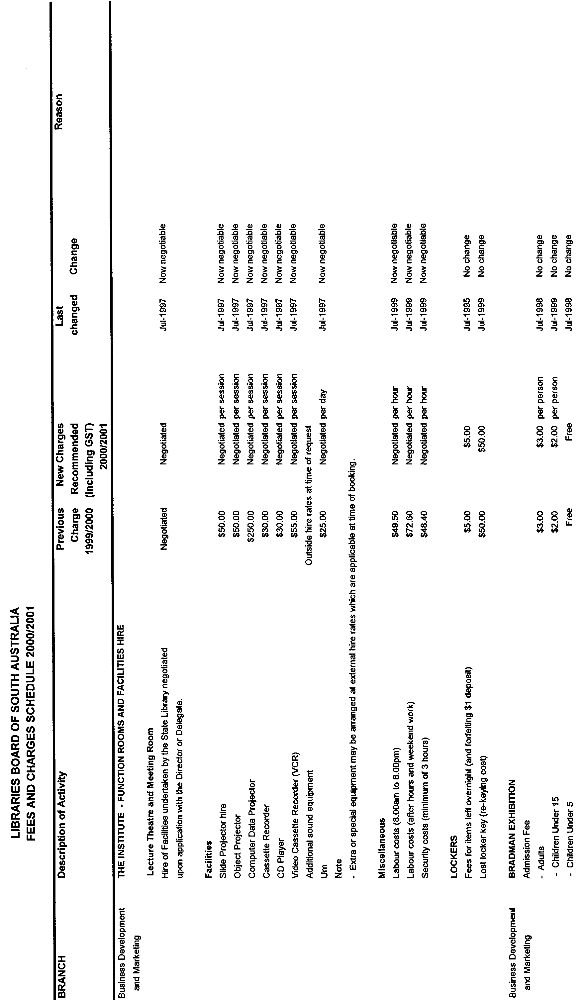 LIBRARIES BOARD OF SOUTH AUSTRALIA
FEES AND CHARGES SCHEDULE 2000/2001
BRANCH Description of Activity Previous New Charges Last Reason
Charge Recommended changed Change
1999/2000 (including GST)
2000/2001
Business Development THE INSTITUTE - FUNCTION ROOMS AND FACILITIES HIRE
and Marketing
Lecture Theatre and Meeting Room
Hire of Facilities undertaken by the State Library negotiated Negotiated Negotiated Jul-1997 Now negotiable
upon application with the Director or Delegate.
Facilities
Slide Projector hire $50.00 Negotiated per session Jul-1997 Now negotiable
Object Projector $50.00 Negotiated per session Jul-1997 Now negotiable
Computer Data Projector $250.00 Negotiated per session Jul-1997 Now negotiable
Cassette Recorder $30.00 Negotiated per session Jul-1997 Now negotiable
CD Player $30.00 Negotiated per session Jul-1997 Now negotiable
Video Cassette Recorder (VCR) $55.00 Negotiated per session Jul-1997 Now negotiable
Additional sound equipment Outside hire rates at time of request
Urn $25.00 Negotiated per day Jul-1997 Now negotiable
Note
- Extra or special equipment may be arranged at external hire rates which are applicable at time of booking.
Miscellaneous
Labour costs (8.00am to 6.00pm) $49.50 Negotiated per hour Jul-1999 Now negotiable
Labour costs (after hours and weekend work) $72.60 Negotiated per hour Jul-1999 Now negotiable
Security costs (minimum of 3 hours) $48.40 Negotiated per hour Jul-1999 Now negotiable
LOCKERS
Fees for items left overnight (and forfeiting $1 deposit) $5.00 $5.00 Jul-1995 No change
Lost locker key (re-keying cost) $50.00 $50.00 Jul-1999 No change
Business Development BRADMAN EXHIBITION
and Marketing Admission Fee
- Adults $3.00 $3.00 per person Jul-1998 No change
- Children Under 15 $2.00 $2.00 per person Jul-1999 No change
- Children Under 5 Free Free Jul-1998 No change